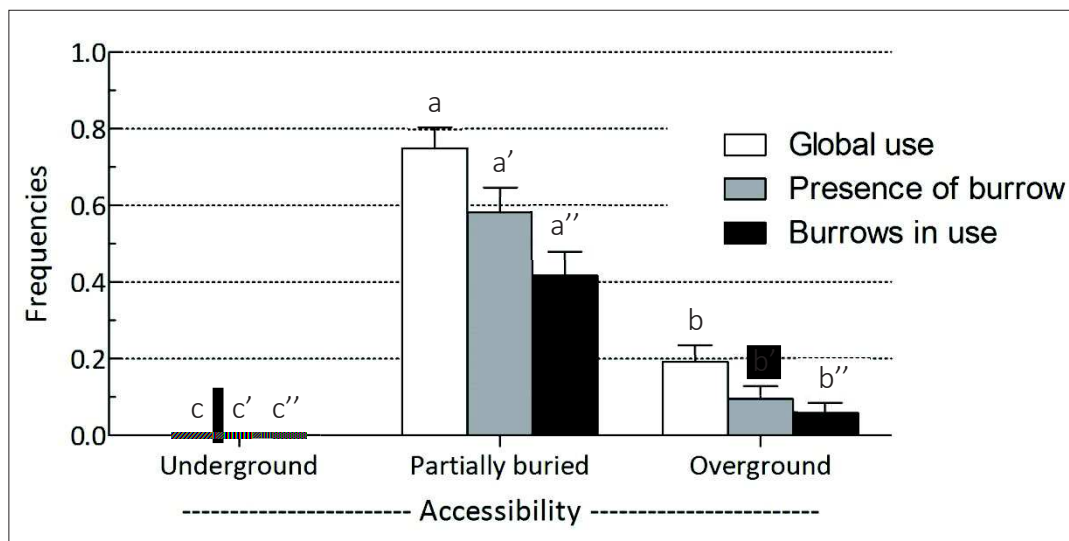 1.0
a
0.8
Global use
a'
Presence of burrow
0.6
a''
Burrows in use
Frequencies
0.4
b
0.2
b'
b''
c c' c''
0.0
Underground Partially buried Overground
Accessibility